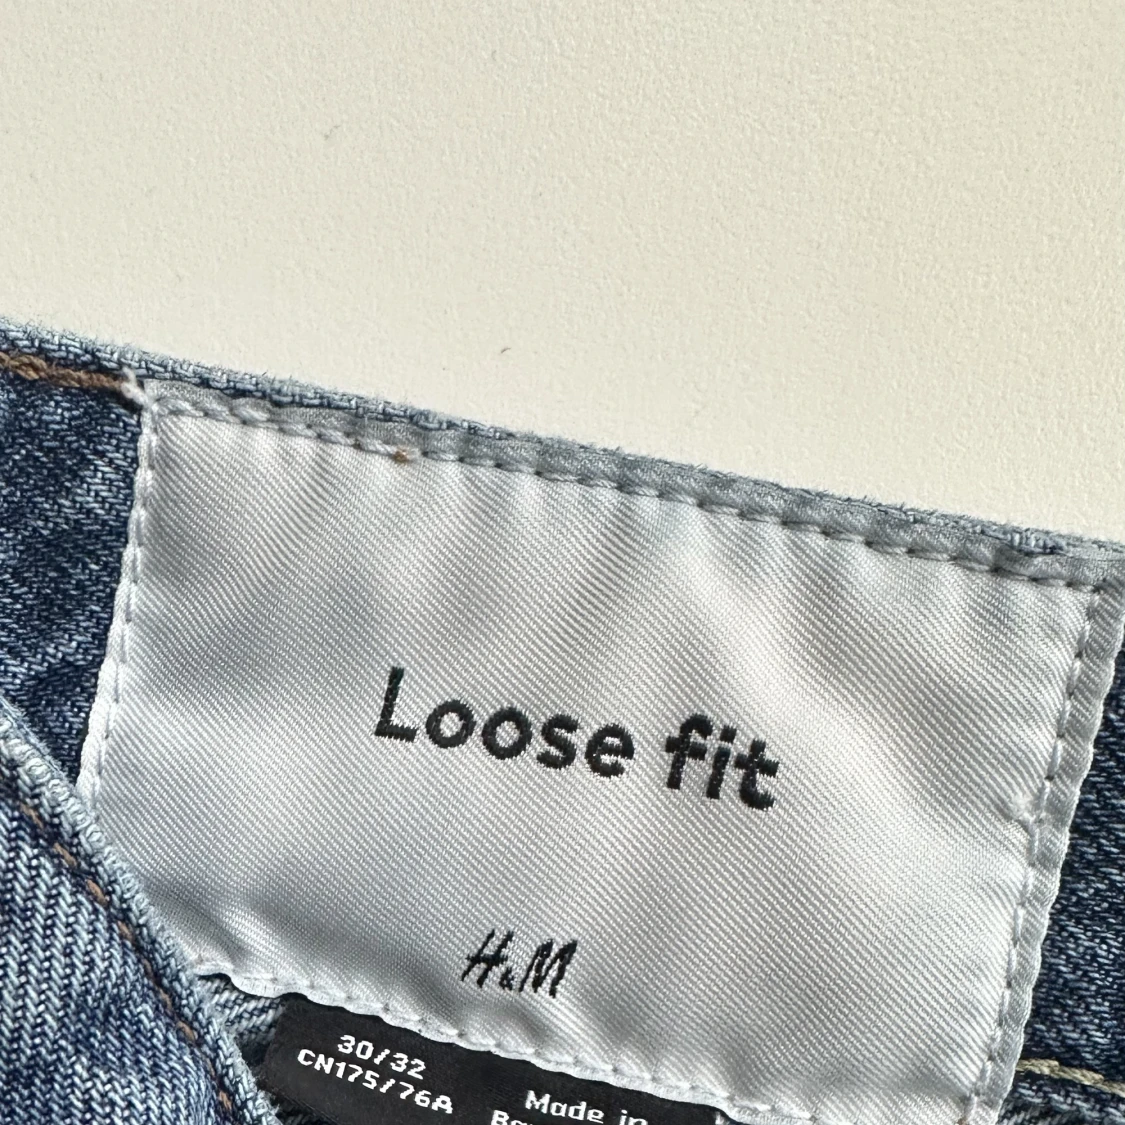 Loose fit
H&M
30/32
CN175/76A
Made in